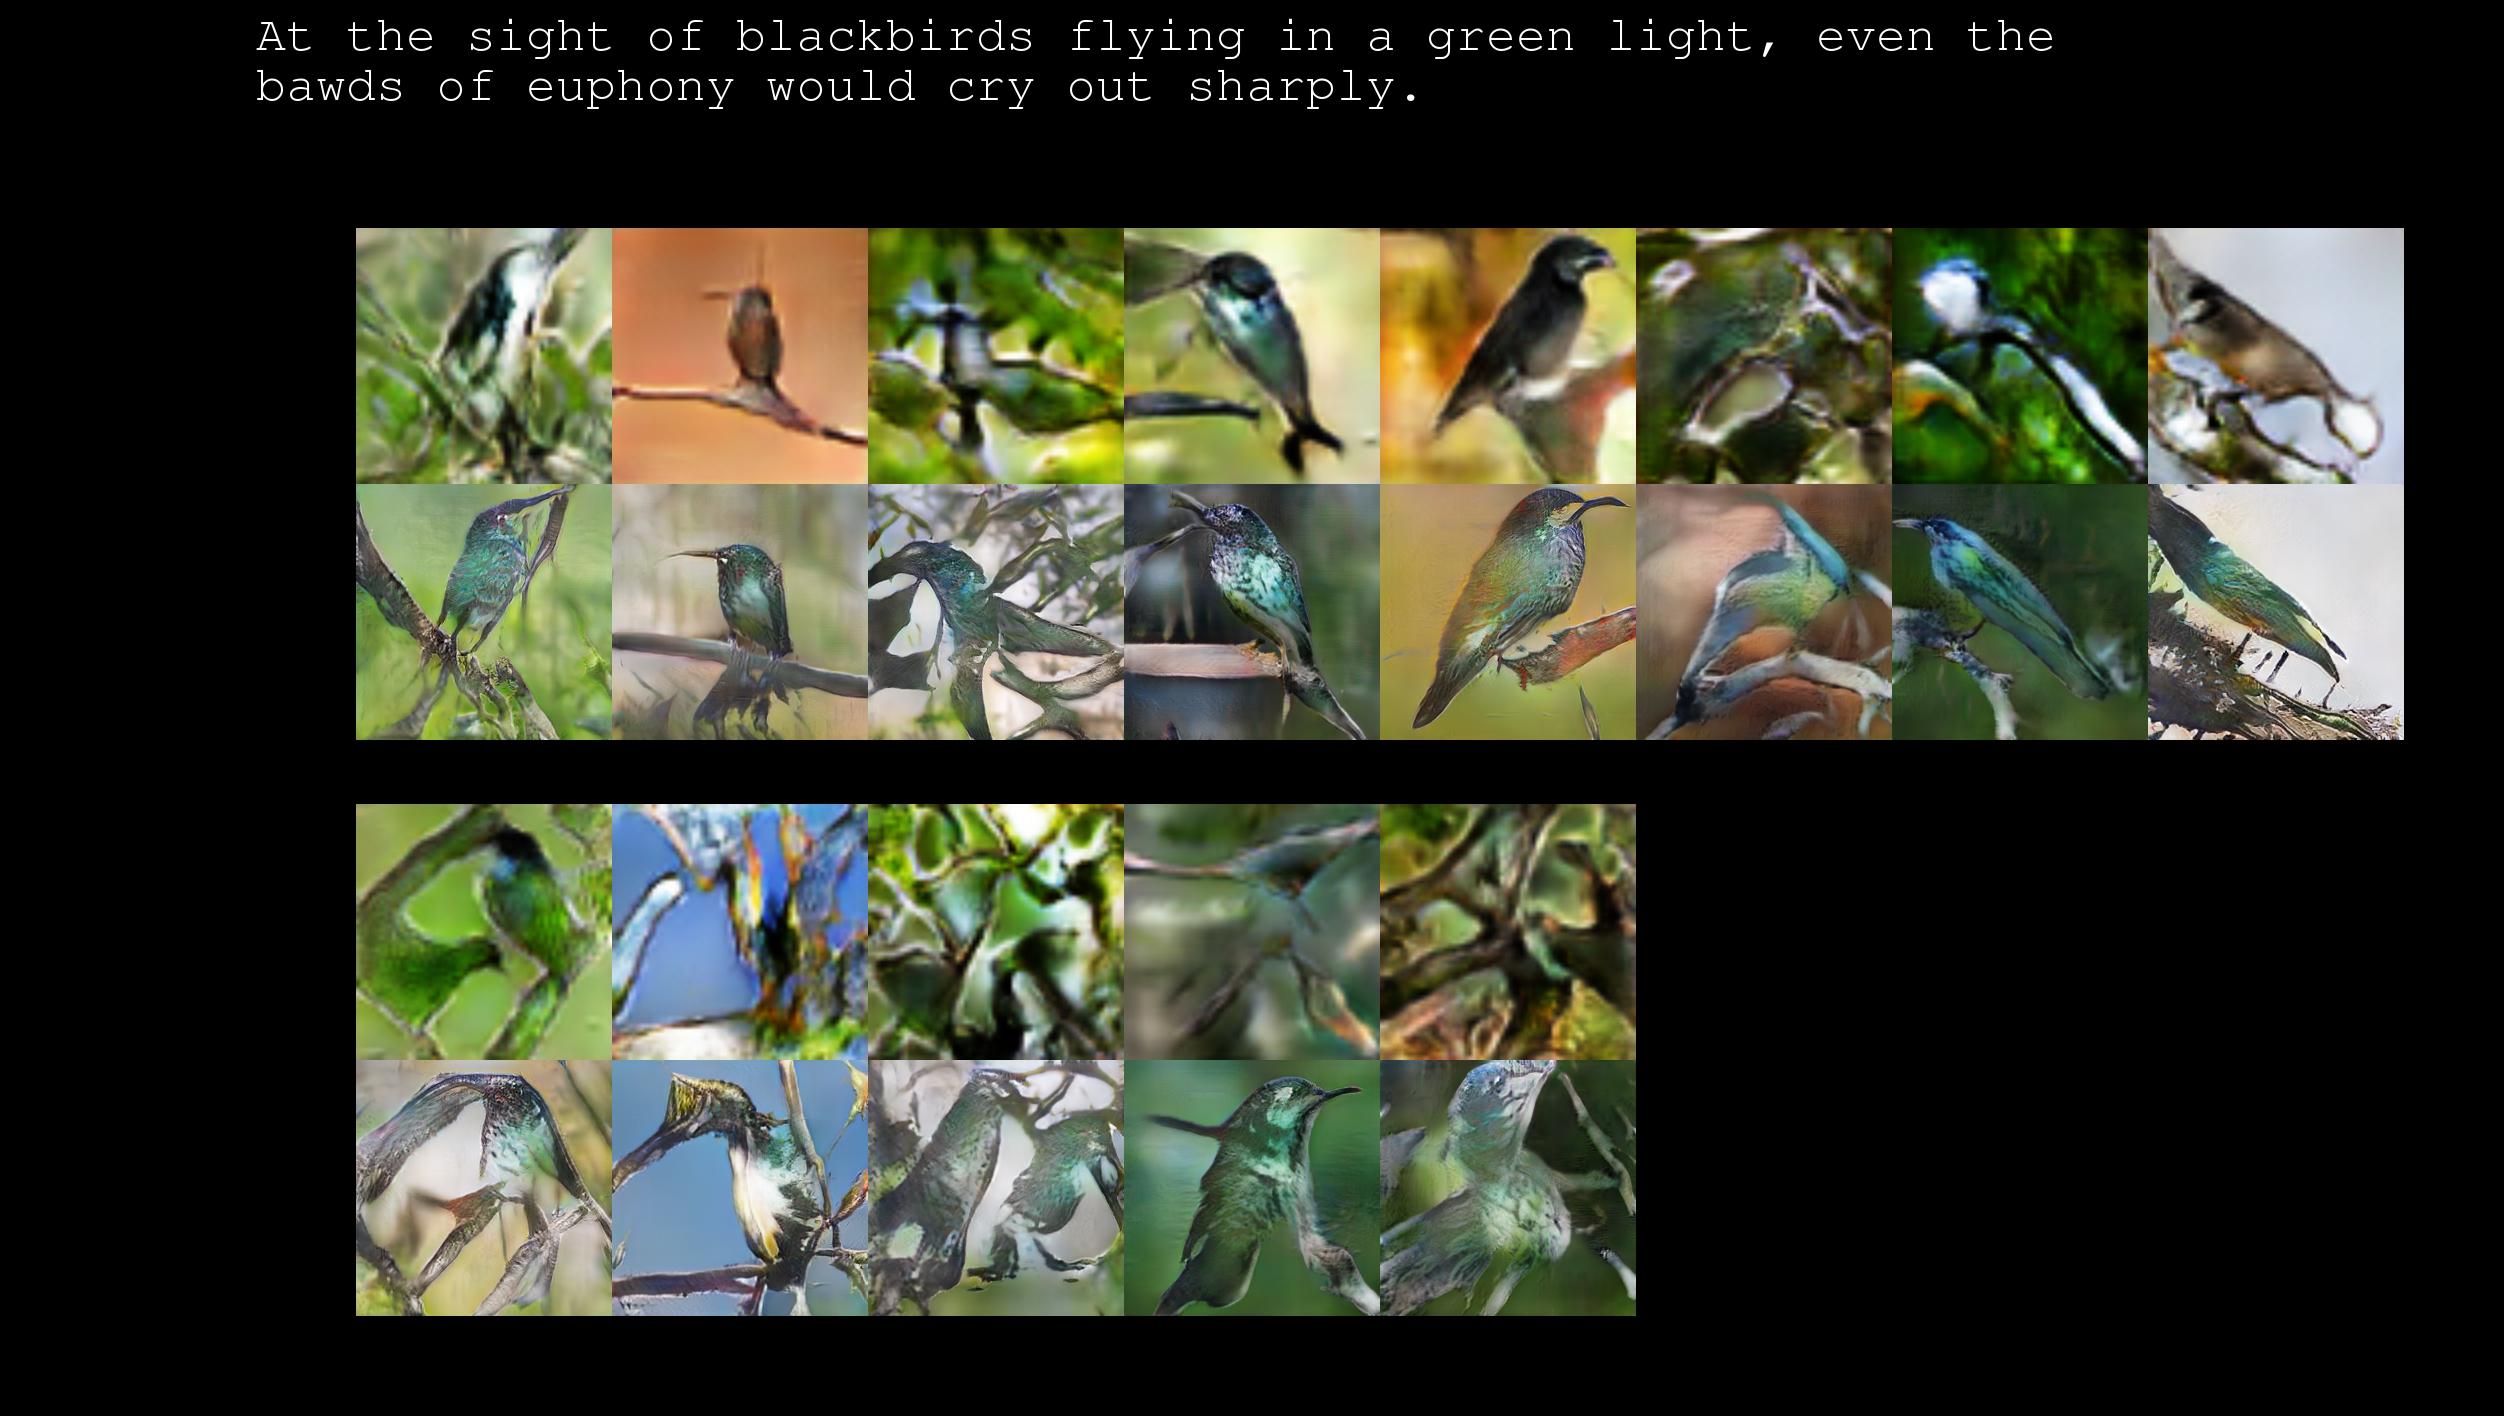 At the sight of blackbirds flying in a green light, even the
bawds of euphony would cry out sharply.